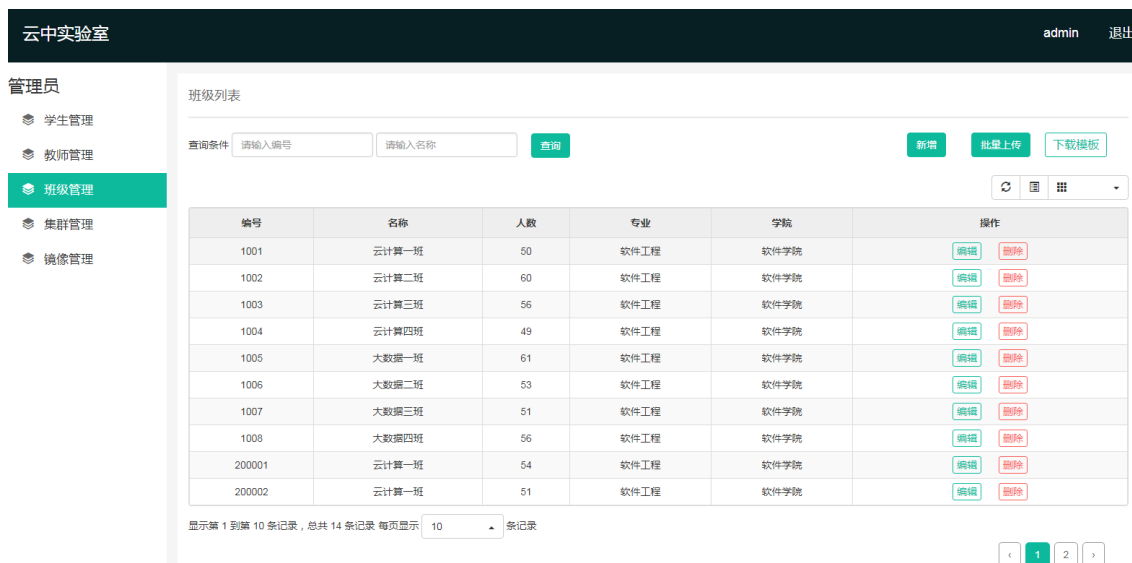 云中实验室 admin 退出
管理员
学生管理
教师管理
班级管理
集群管理
镜像管理
班级列表
查询条件 请输入编号 请输入名称 查询 新增 批量上传 下载模板
编号 名称 人数 专业 学院 操作
1001 云计算一班 50 软件工程 软件学院 编辑 删除
1002 云计算二班 60 软件工程 软件学院 编辑 删除
1003 云计算三班 56 软件工程 软件学院 编辑 删除
1004 云计算四班 49 软件工程 软件学院 编辑 删除
1005 大数据一班 61 软件工程 软件学院 编辑 删除
1006 大数据二班 53 软件工程 软件学院 编辑 删除
1007 大数据三班 51 软件工程 软件学院 编辑 删除
1008 大数据四班 56 软件工程 软件学院 编辑 删除
200001 云计算一班 54 软件工程 软件学院 编辑 删除
200002 云计算一班 51 软件工程 软件学院 编辑 删除
显示第 1 到第 10 条记录，总共 14 条记录 每页显示 10 条记录
‹ 1 2 ›